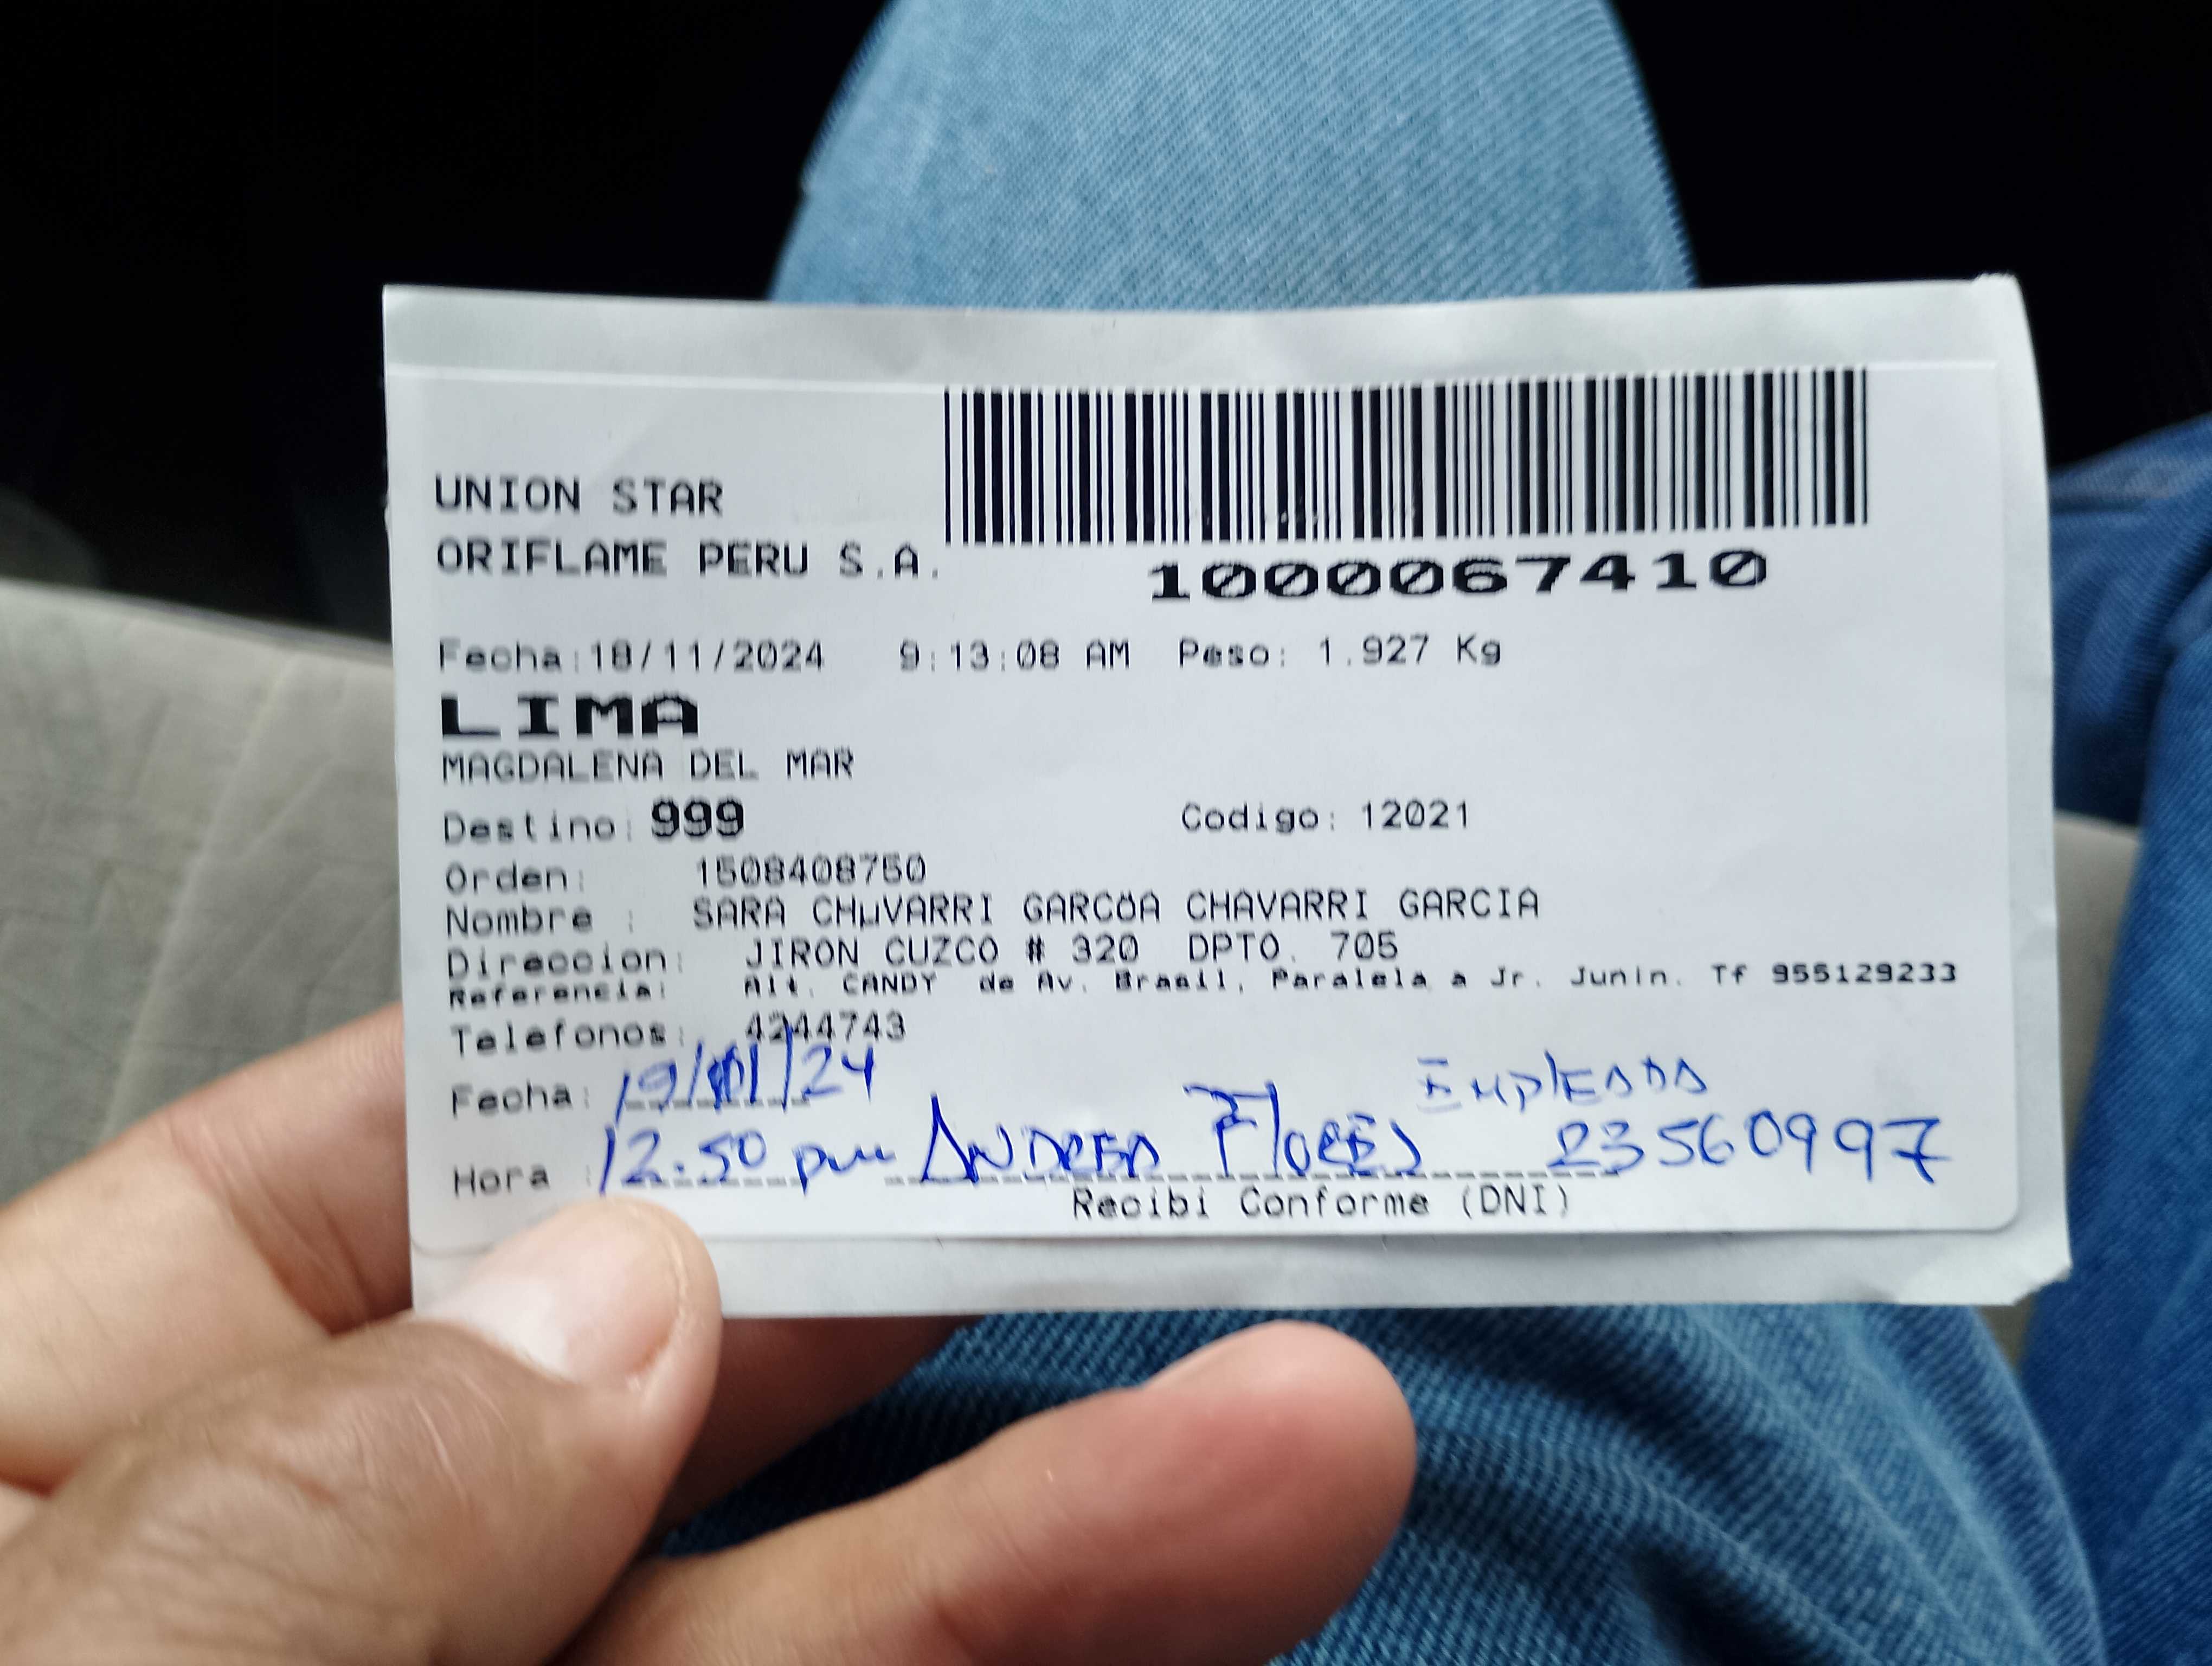 UNION STAR
ORIFLAME PERU S.A.
1000067410
Fecha:18/11/2024 9:13:08 AM Peso: 1.927 Kg
LIMA
MAGDALENA DEL MAR
Destino: 999 Codigo: 12021
Orden: 1508408750
Nombre : SARA CHµVARRI GARCÖA CHAVARRI GARCIA
Direccion: JIRON CUZCO # 320 DPTO. 705
Referencia: Alt. CANDY de Av. Brasil, Paralela a Jr. Junin. Tf 955129233
Telefonos: 4244743
Fecha: 19/11/24 EMPLEADA
Hora : 12.50 pm ANDREA FLORES 23560997
Recibi Conforme (DNI)